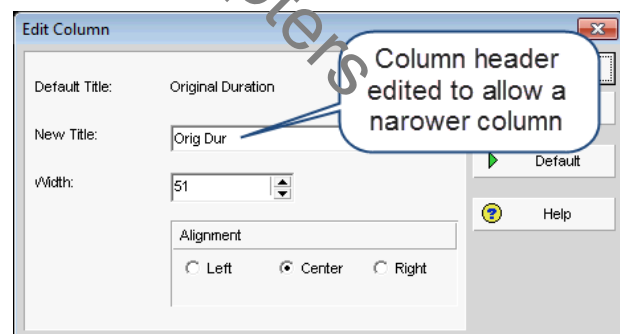 Edit Column
Default Title: Original Duration
Column header
edited to allow a
narower column
New Title: Orig Dur
Default
Width: 51
Help
Alignment
Left Center Right